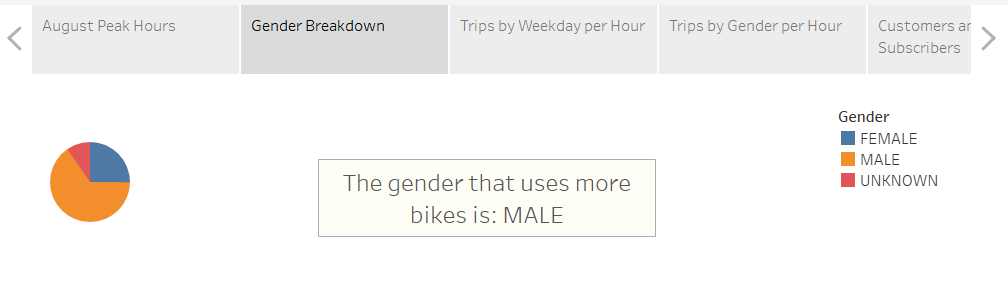 August Peak Hours
Gender Breakdown
Trips by Weekday per Hour
Trips by Gender per Hour
Customers
Subscribers
Gender
FEMALE
MALE
UNKNOWN
The gender that uses more
bikes is: MALE